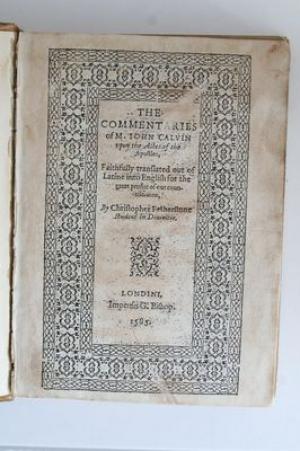 THE
COMMENTARIES
of M. IOHN CALVIN
upon the Actes of the
Apostles,
Faithfully translated out of
Latine into English for the
great profite of our coun-
By Christopher Fetherstone
student in Diuinitie.
LONDINI,
Impensis G. Bishop.
1585.